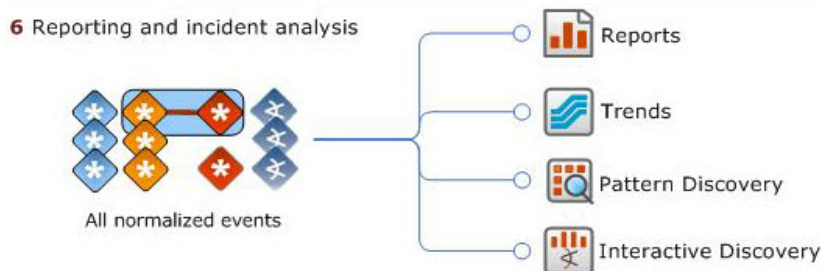 6 Reporting and incident analysis
Reports
Trends
Pattern Discovery
Interactive Discovery
All normalized events